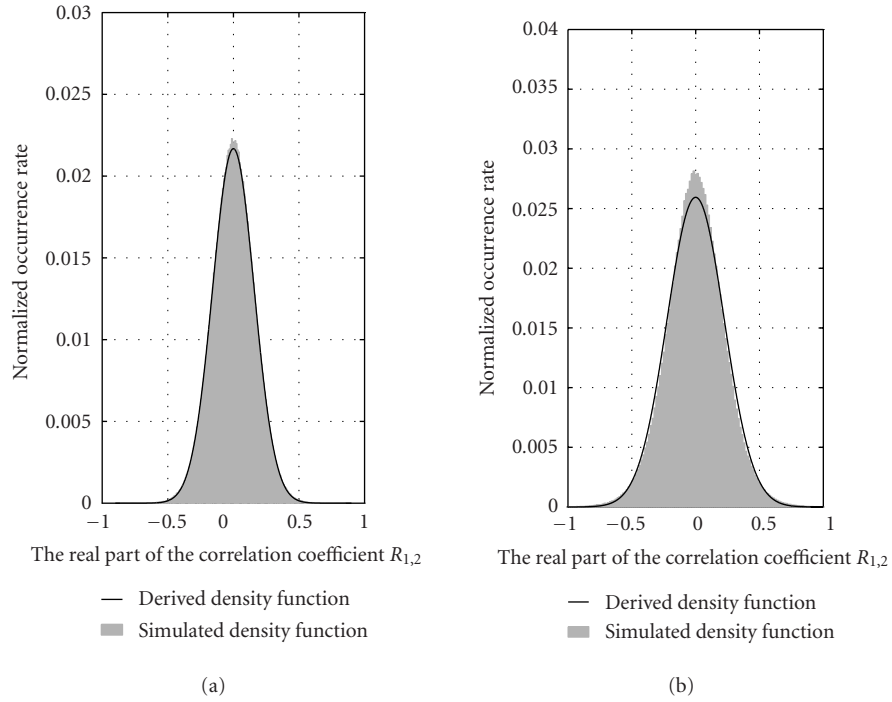 0.03
0.025
0.02
0.015
0.01
0.005
0
Normalized occurrence rate
−1
−0.5
0
0.5
1
The real part of the correlation coefficient R1,2
Derived density function
Simulated density function
(a)
0.04
0.035
0.03
0.025
0.02
0.015
0.01
0.005
0
Normalized occurrence rate
−1
−0.5
0
0.5
1
The real part of the correlation coefficient R1,2
Derived density function
Simulated density function
(b)